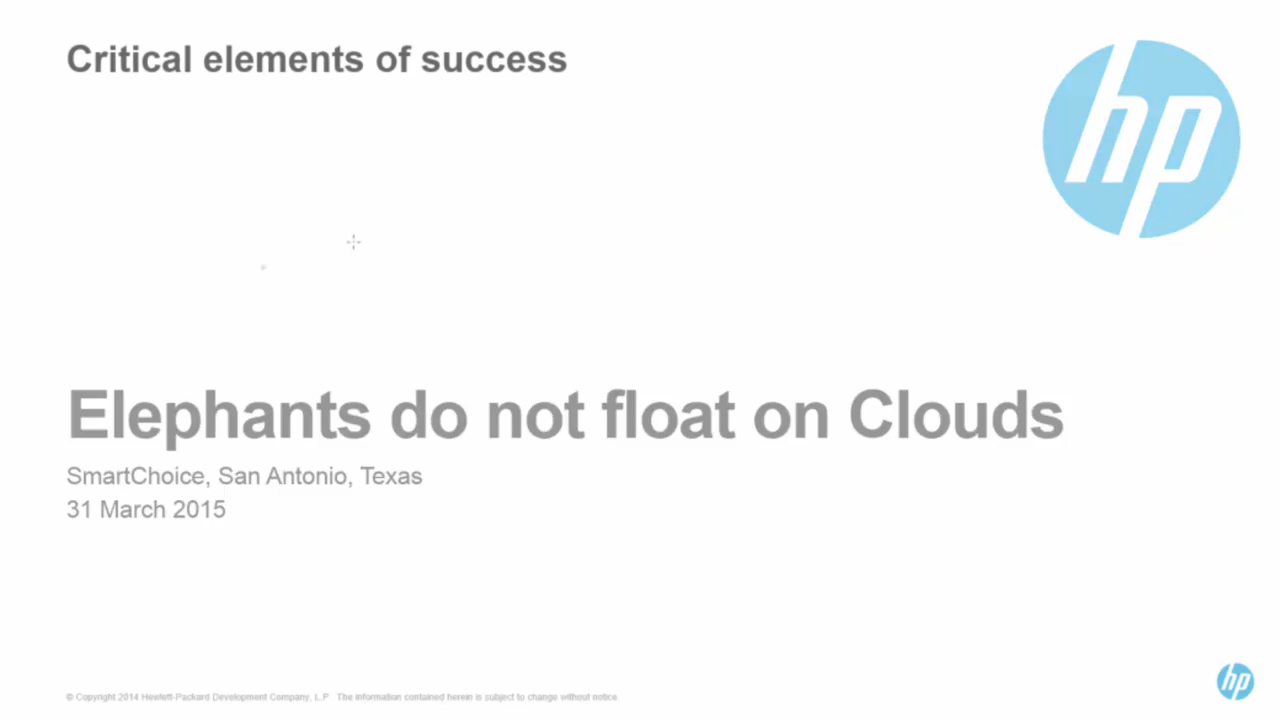 Critical elements of success
hp
Elephants do not float on Clouds
SmartChoice, San Antonio, Texas
31 March 2015
© Copyright 2014 Hewlett-Packard Development Company, L.P. The information contained herein is subject to change without notice.
hp